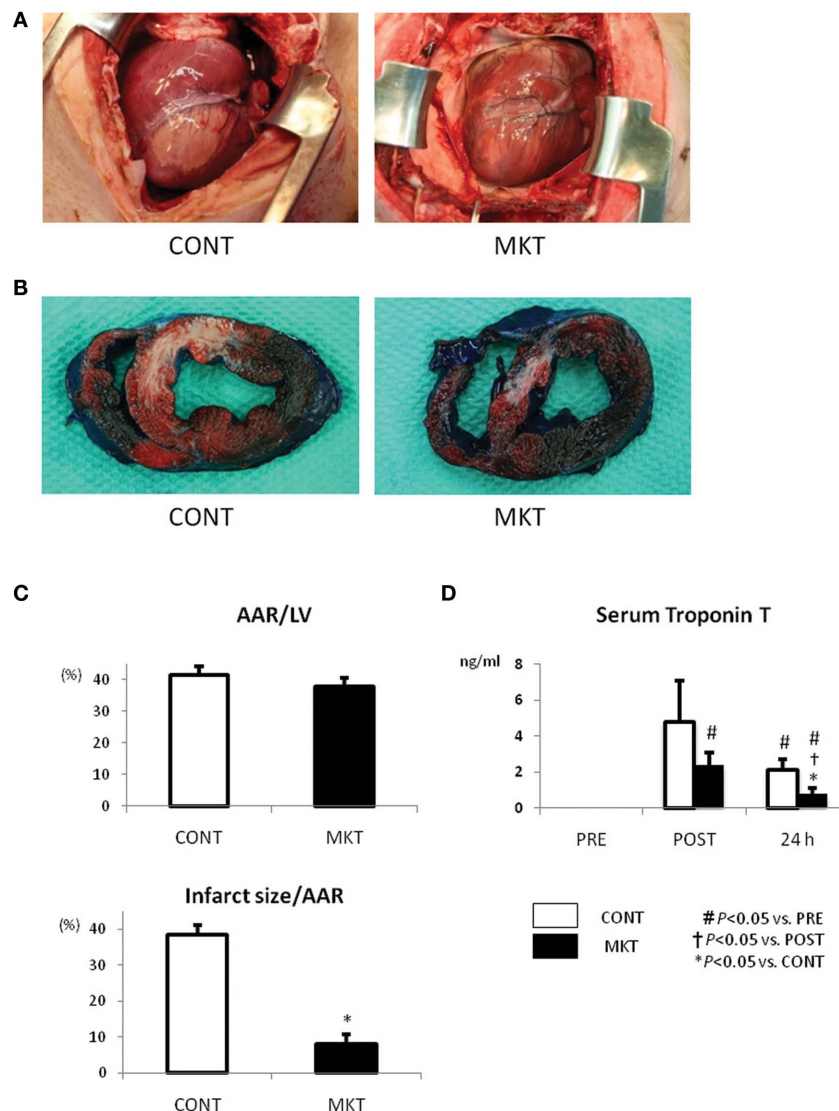 A
CONT MKT
B
CONT MKT
C
AAR/LV
(%)
40
30
20
10
0
CONT MKT
Infarct size/AAR
(%)
40
30
20
10
0
*
CONT MKT
D
Serum Troponin T
ng/ml
8
6
4
2
0
#
#
#
†
*
PRE POST 24 h
CONT
MKT
# P<0.05 vs. PRE
† P<0.05 vs. POST
* P<0.05 vs. CONT